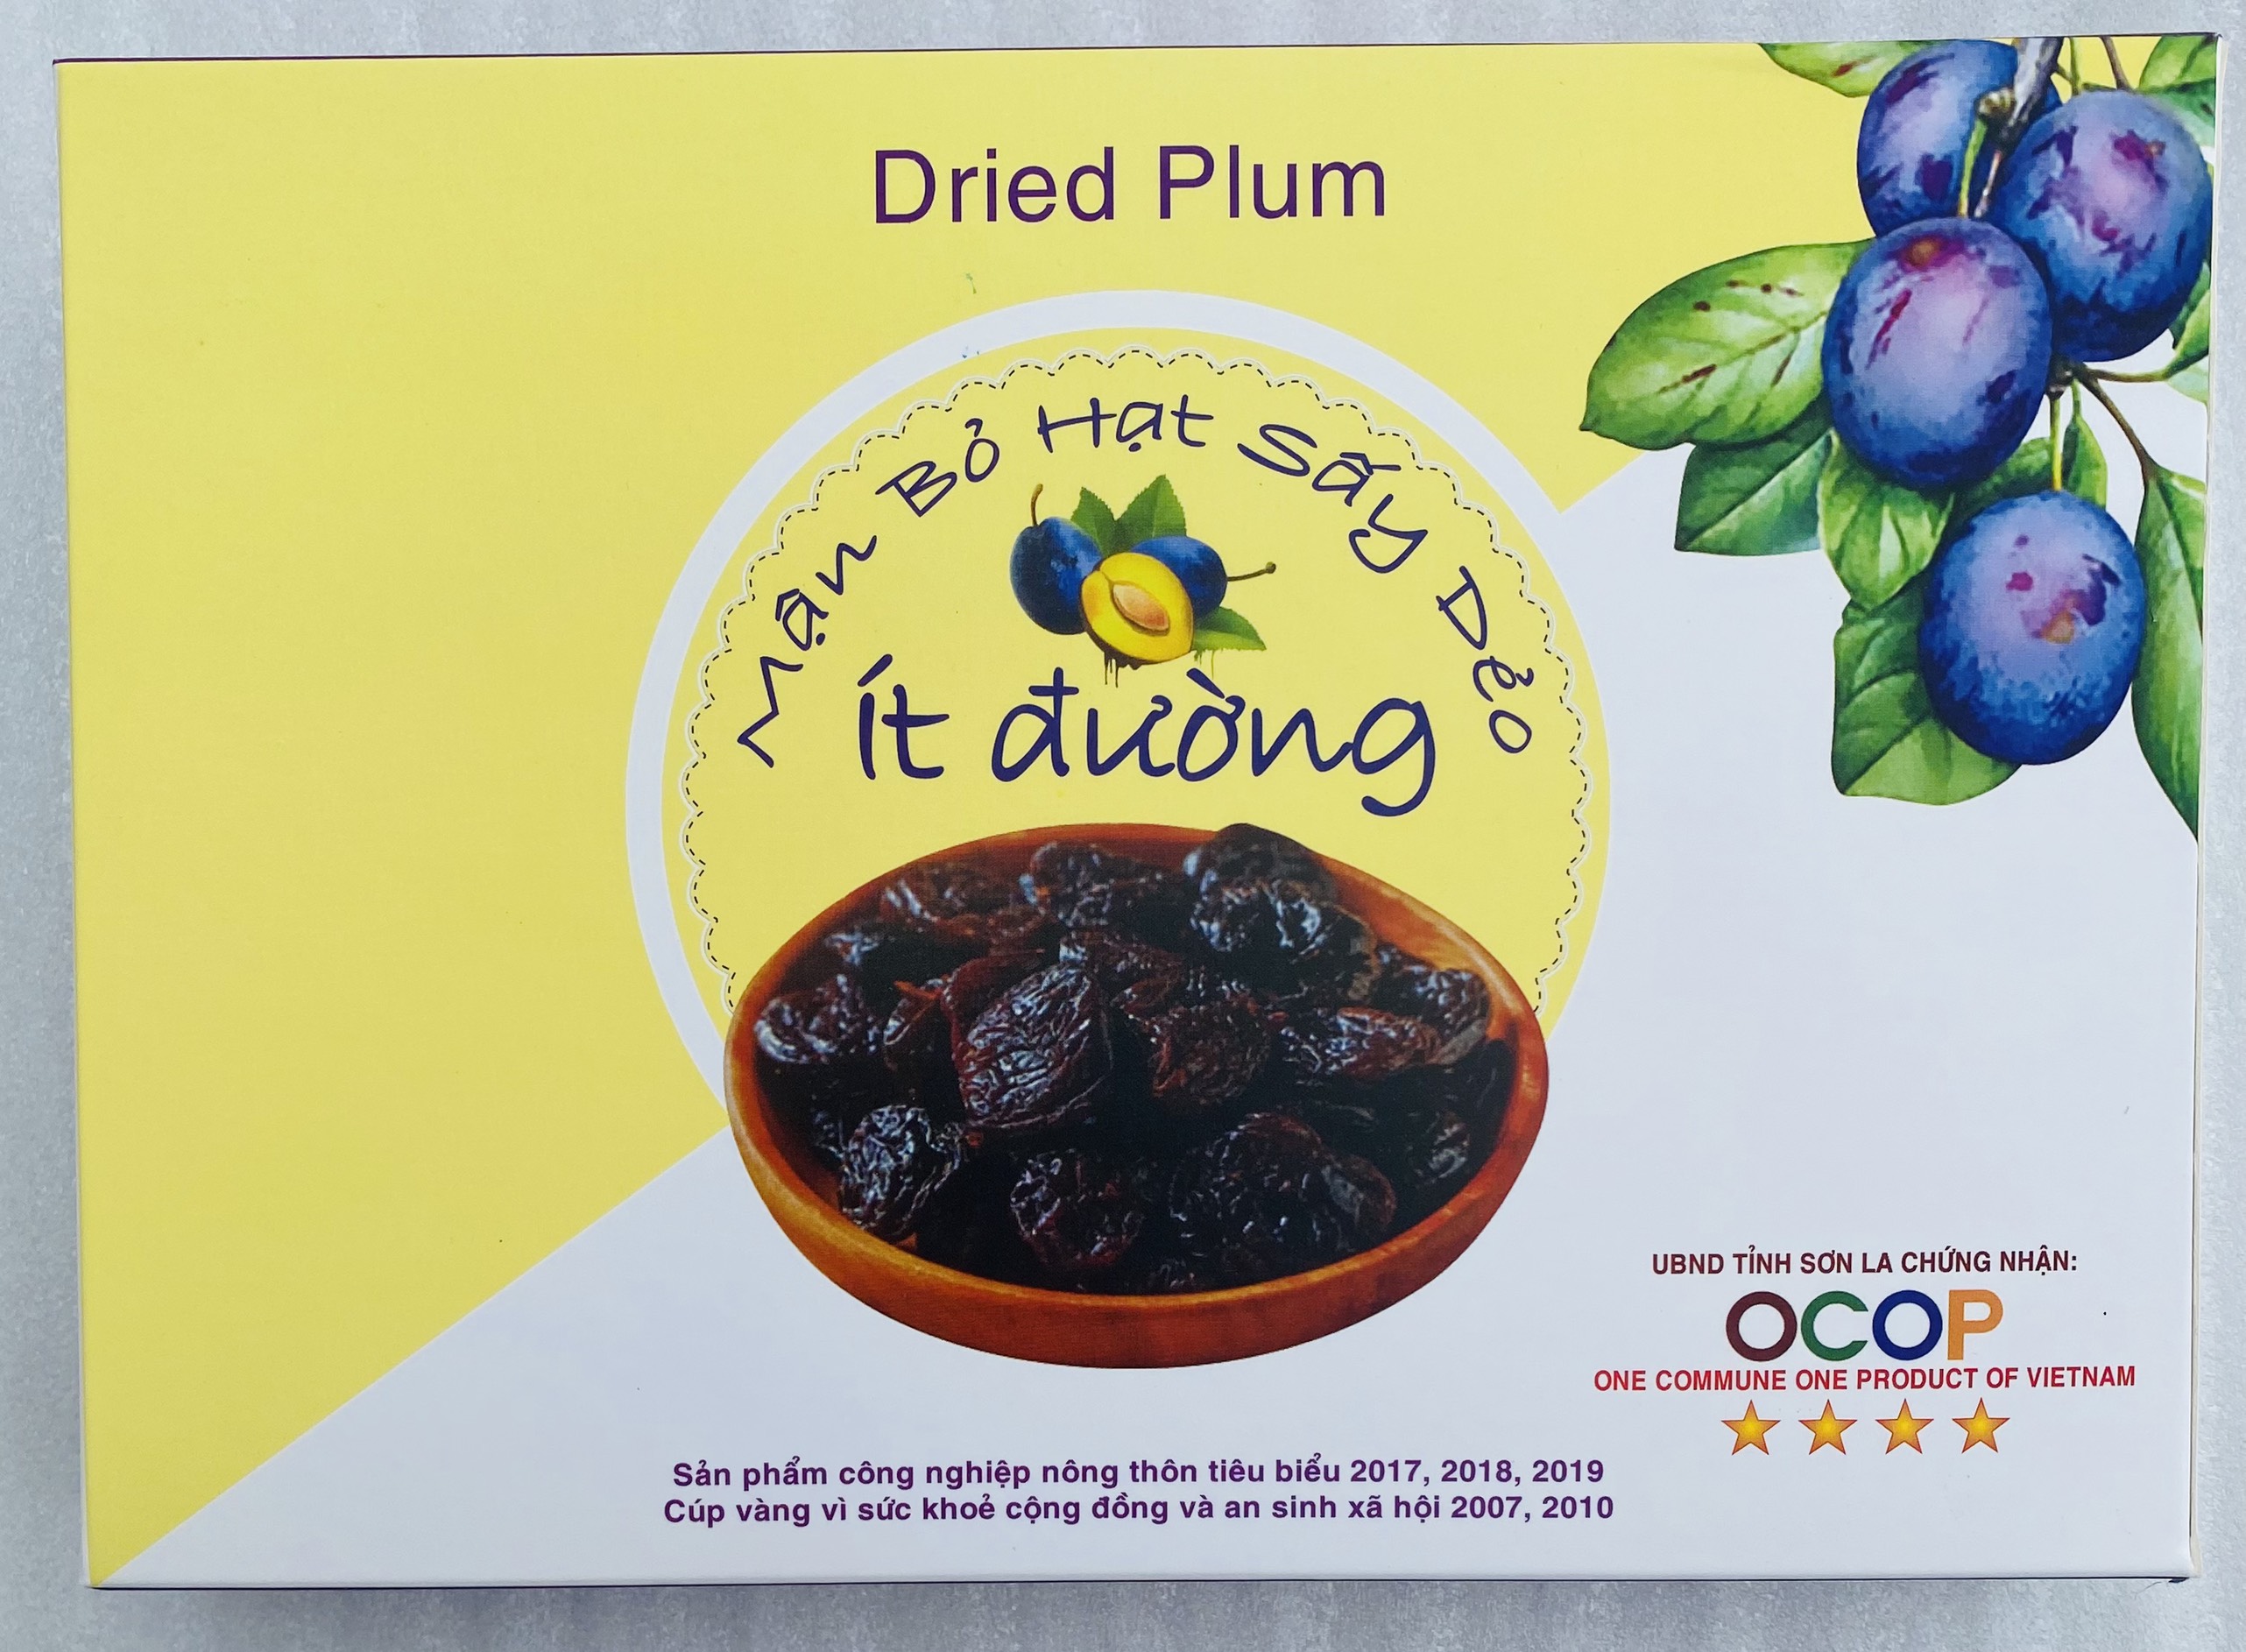 Dried Plum
Mận Bỏ Hạt Sấy Dẻo
ít đường
UBND TỈNH SƠN LA CHỨNG NHẬN:
OCOP
ONE COMMUNE ONE PRODUCT OF VIETNAM
Sản phẩm công nghiệp nông thôn tiêu biểu 2017, 2018, 2019
Cúp vàng vì sức khoẻ cộng đồng và an sinh xã hội 2007, 2010